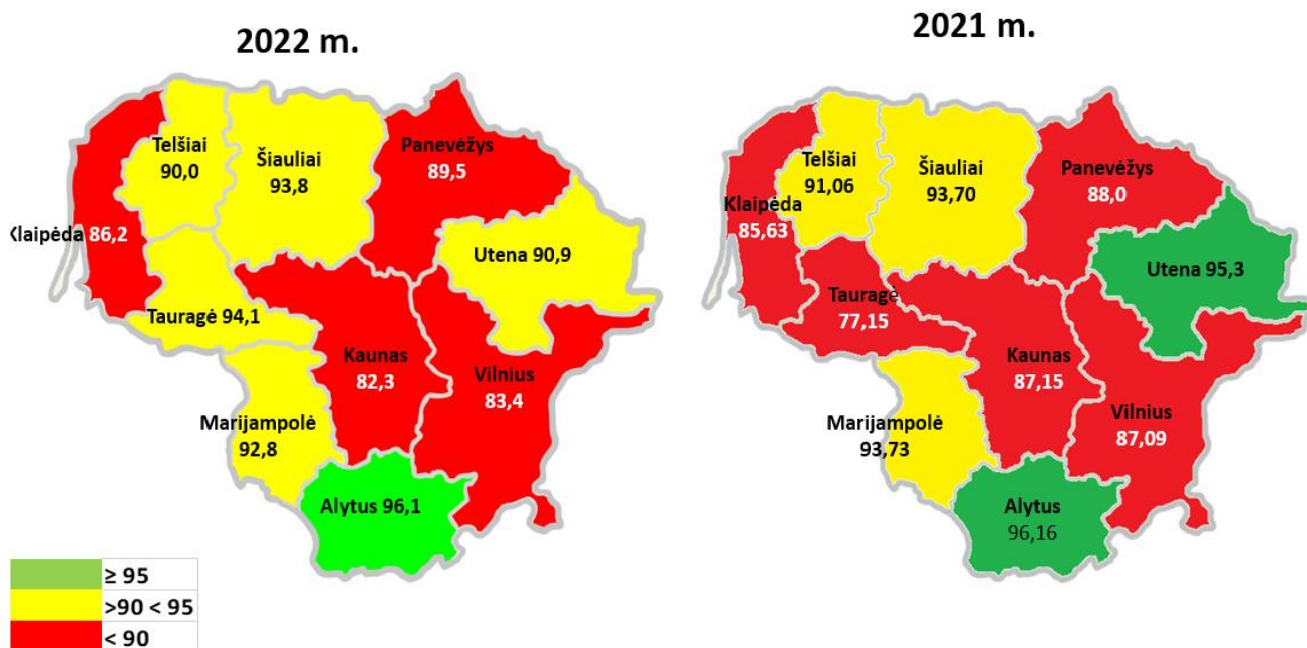 2022 m.
Telšiai
90,0
Šiauliai
93,8
Panevėžys
89,5
Klaipėda 86,2
Utena 90,9
Tauragė 94,1
Kaunas
82,3
Vilnius
83,4
Marijampolė
92,8
Alytus 96,1
≥ 95
>90 < 95
< 90
2021 m.
Telšiai
91,06
Šiauliai
93,70
Panevėžys
88,0
Klaipėda
85,63
Utena 95,3
Tauragė
77,15
Kaunas
87,15
Vilnius
87,09
Marijampolė
93,73
Alytus
96,16